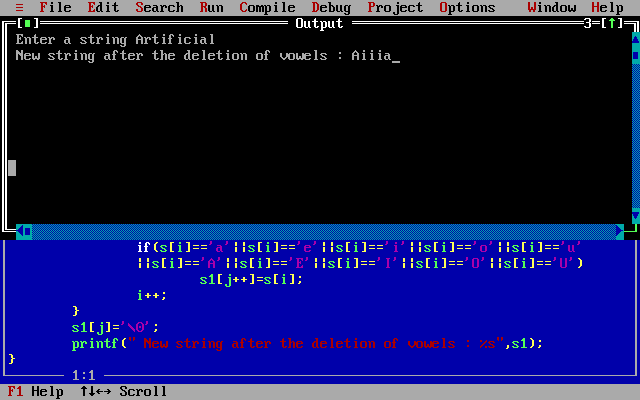 ≡ File Edit Search Run Compile Debug Project Options Window Help
[■] Output 3=[↑]
Enter a string Artificial
New string after the deletion of vowels : Aiiia_
if(s[i]=='a'||s[i]=='e'||s[i]=='i'||s[i]=='o'||s[i]=='u'
||s[i]=='A'||s[i]=='E'||s[i]=='I'||s[i]=='O'||s[i]=='U')
s1[j++]=s[i];
i++;
}
s1[j]='\0';
printf(" New string after the deletion of vowels : %s",s1);
}
1:1
F1 Help ↑↓←→ Scroll